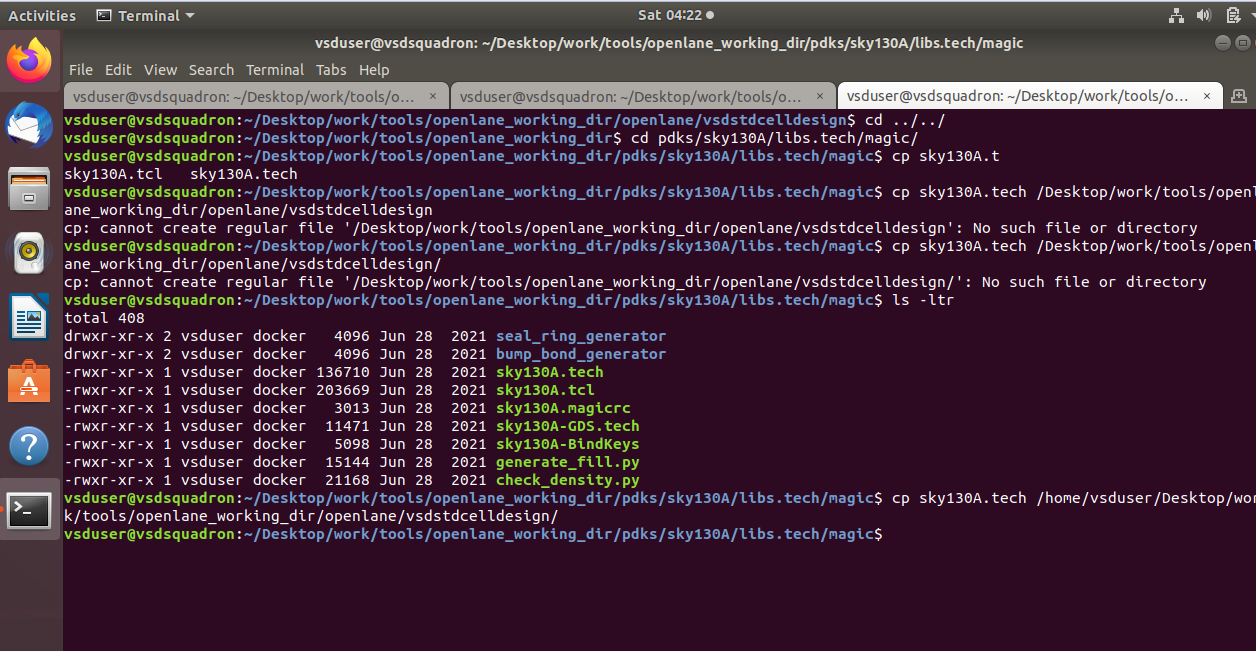 Activities Terminal Sat 04:22
vsduser@vsdsquadron: ~/Desktop/work/tools/openlane_working_dir/pdks/sky130A/libs.tech/magic
File Edit View Search Terminal Tabs Help
vsduser@vsdsquadron: ~/Desktop/work/tools/o… × vsduser@vsdsquadron: ~/Desktop/work/tools/o… × vsduser@vsdsquadron: ~/Desktop/work/tools/o… ×
vsduser@vsdsquadron:~/Desktop/work/tools/openlane_working_dir/openlane/vsdstdcelldesign$ cd ../../
vsduser@vsdsquadron:~/Desktop/work/tools/openlane_working_dir$ cd pdks/sky130A/libs.tech/magic/
vsduser@vsdsquadron:~/Desktop/work/tools/openlane_working_dir/pdks/sky130A/libs.tech/magic$ cp sky130A.t
sky130A.tcl   sky130A.tech
vsduser@vsdsquadron:~/Desktop/work/tools/openlane_working_dir/pdks/sky130A/libs.tech/magic$ cp sky130A.tech /Desktop/work/tools/openl
ane_working_dir/openlane/vsdstdcelldesign
cp: cannot create regular file '/Desktop/work/tools/openlane_working_dir/openlane/vsdstdcelldesign': No such file or directory
vsduser@vsdsquadron:~/Desktop/work/tools/openlane_working_dir/pdks/sky130A/libs.tech/magic$ cp sky130A.tech /Desktop/work/tools/openl
ane_working_dir/openlane/vsdstdcelldesign/
cp: cannot create regular file '/Desktop/work/tools/openlane_working_dir/openlane/vsdstdcelldesign/': No such file or directory
vsduser@vsdsquadron:~/Desktop/work/tools/openlane_working_dir/pdks/sky130A/libs.tech/magic$ ls -ltr
total 408
drwxr-xr-x 2 vsduser docker   4096 Jun 28  2021 seal_ring_generator
drwxr-xr-x 2 vsduser docker   4096 Jun 28  2021 bump_bond_generator
-rwxr-xr-x 1 vsduser docker 136710 Jun 28  2021 sky130A.tech
-rwxr-xr-x 1 vsduser docker 203669 Jun 28  2021 sky130A.tcl
-rwxr-xr-x 1 vsduser docker   3013 Jun 28  2021 sky130A.magicrc
-rwxr-xr-x 1 vsduser docker  11471 Jun 28  2021 sky130A-GDS.tech
-rwxr-xr-x 1 vsduser docker   5098 Jun 28  2021 sky130A-BindKeys
-rwxr-xr-x 1 vsduser docker  15144 Jun 28  2021 generate_fill.py
-rwxr-xr-x 1 vsduser docker  21168 Jun 28  2021 check_density.py
vsduser@vsdsquadron:~/Desktop/work/tools/openlane_working_dir/pdks/sky130A/libs.tech/magic$ cp sky130A.tech /home/vsduser/Desktop/wor
k/tools/openlane_working_dir/openlane/vsdstdcelldesign/
vsduser@vsdsquadron:~/Desktop/work/tools/openlane_working_dir/pdks/sky130A/libs.tech/magic$